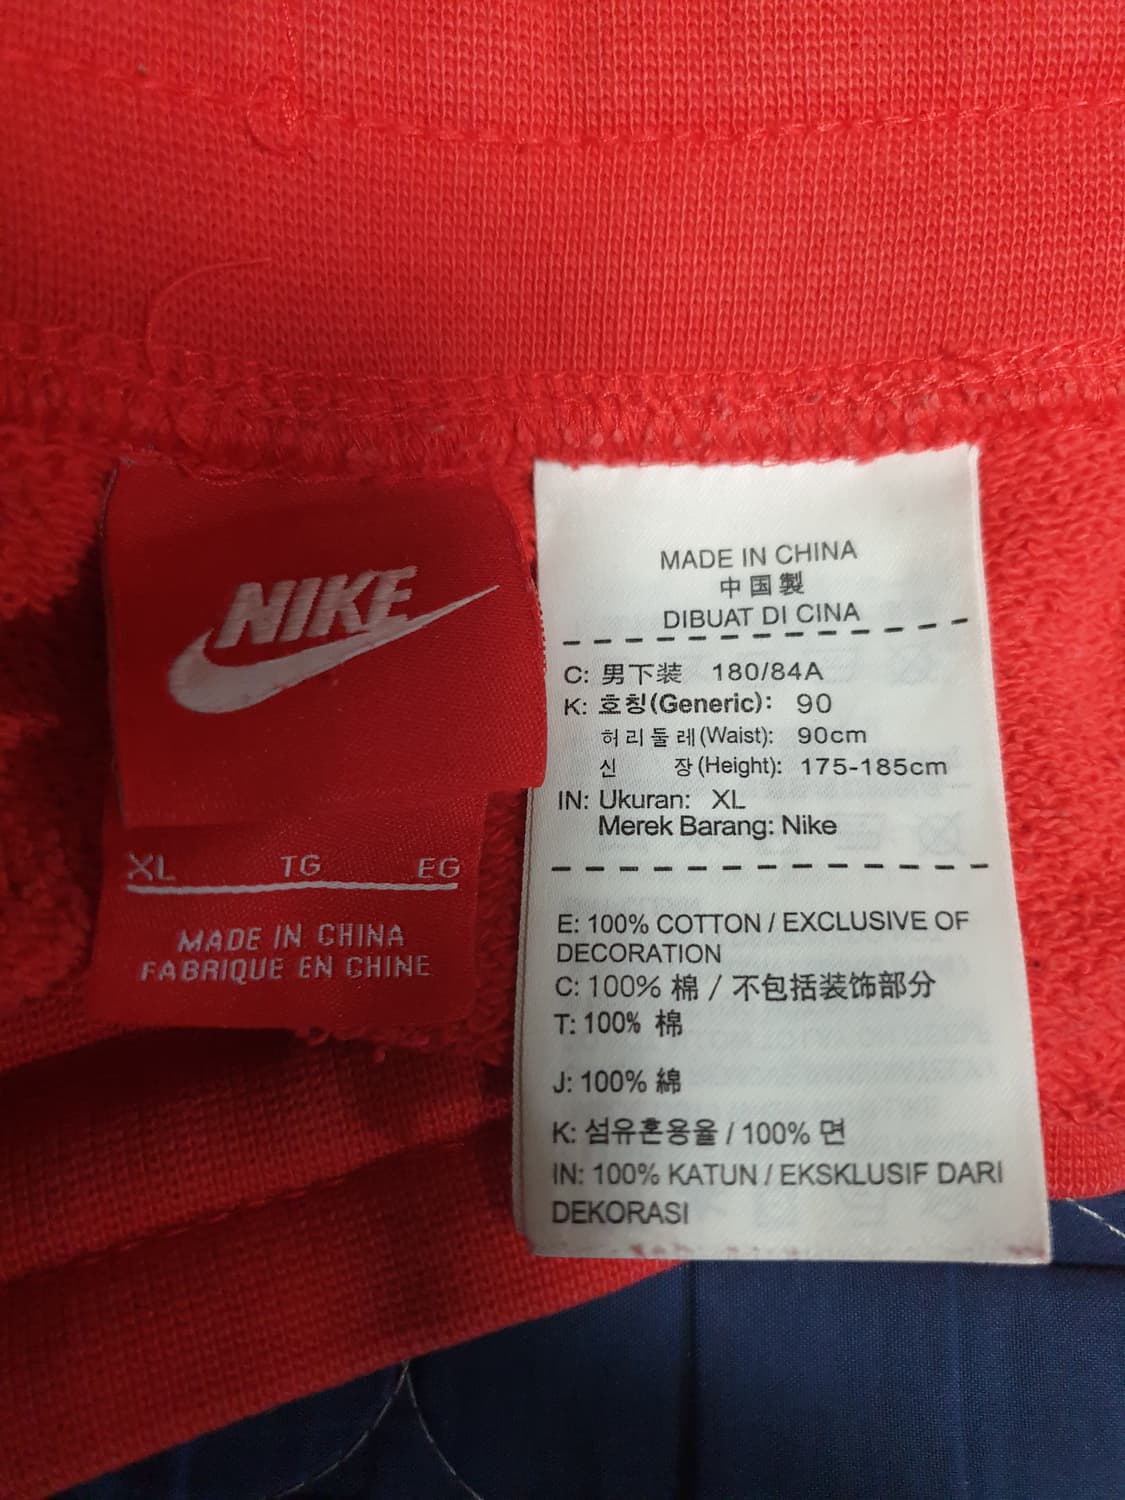 NIKE
XL TG EG
MADE IN CHINA
FABRIQUE EN CHINE
MADE IN CHINA
中国製
DIBUAT DI CINA
C: 男下装 180/84A
K: 호칭(Generic): 90
허리둘레(Waist): 90cm
신 장(Height): 175-185cm
IN: Ukuran: XL
Merek Barang: Nike
E: 100% COTTON / EXCLUSIVE OF
DECORATION
C: 100% 棉 / 不包括装饰部分
T: 100% 棉
J: 100% 綿
K: 섬유혼용율 / 100% 면
IN: 100% KATUN / EKSKLUSIF DARI
DEKORASI